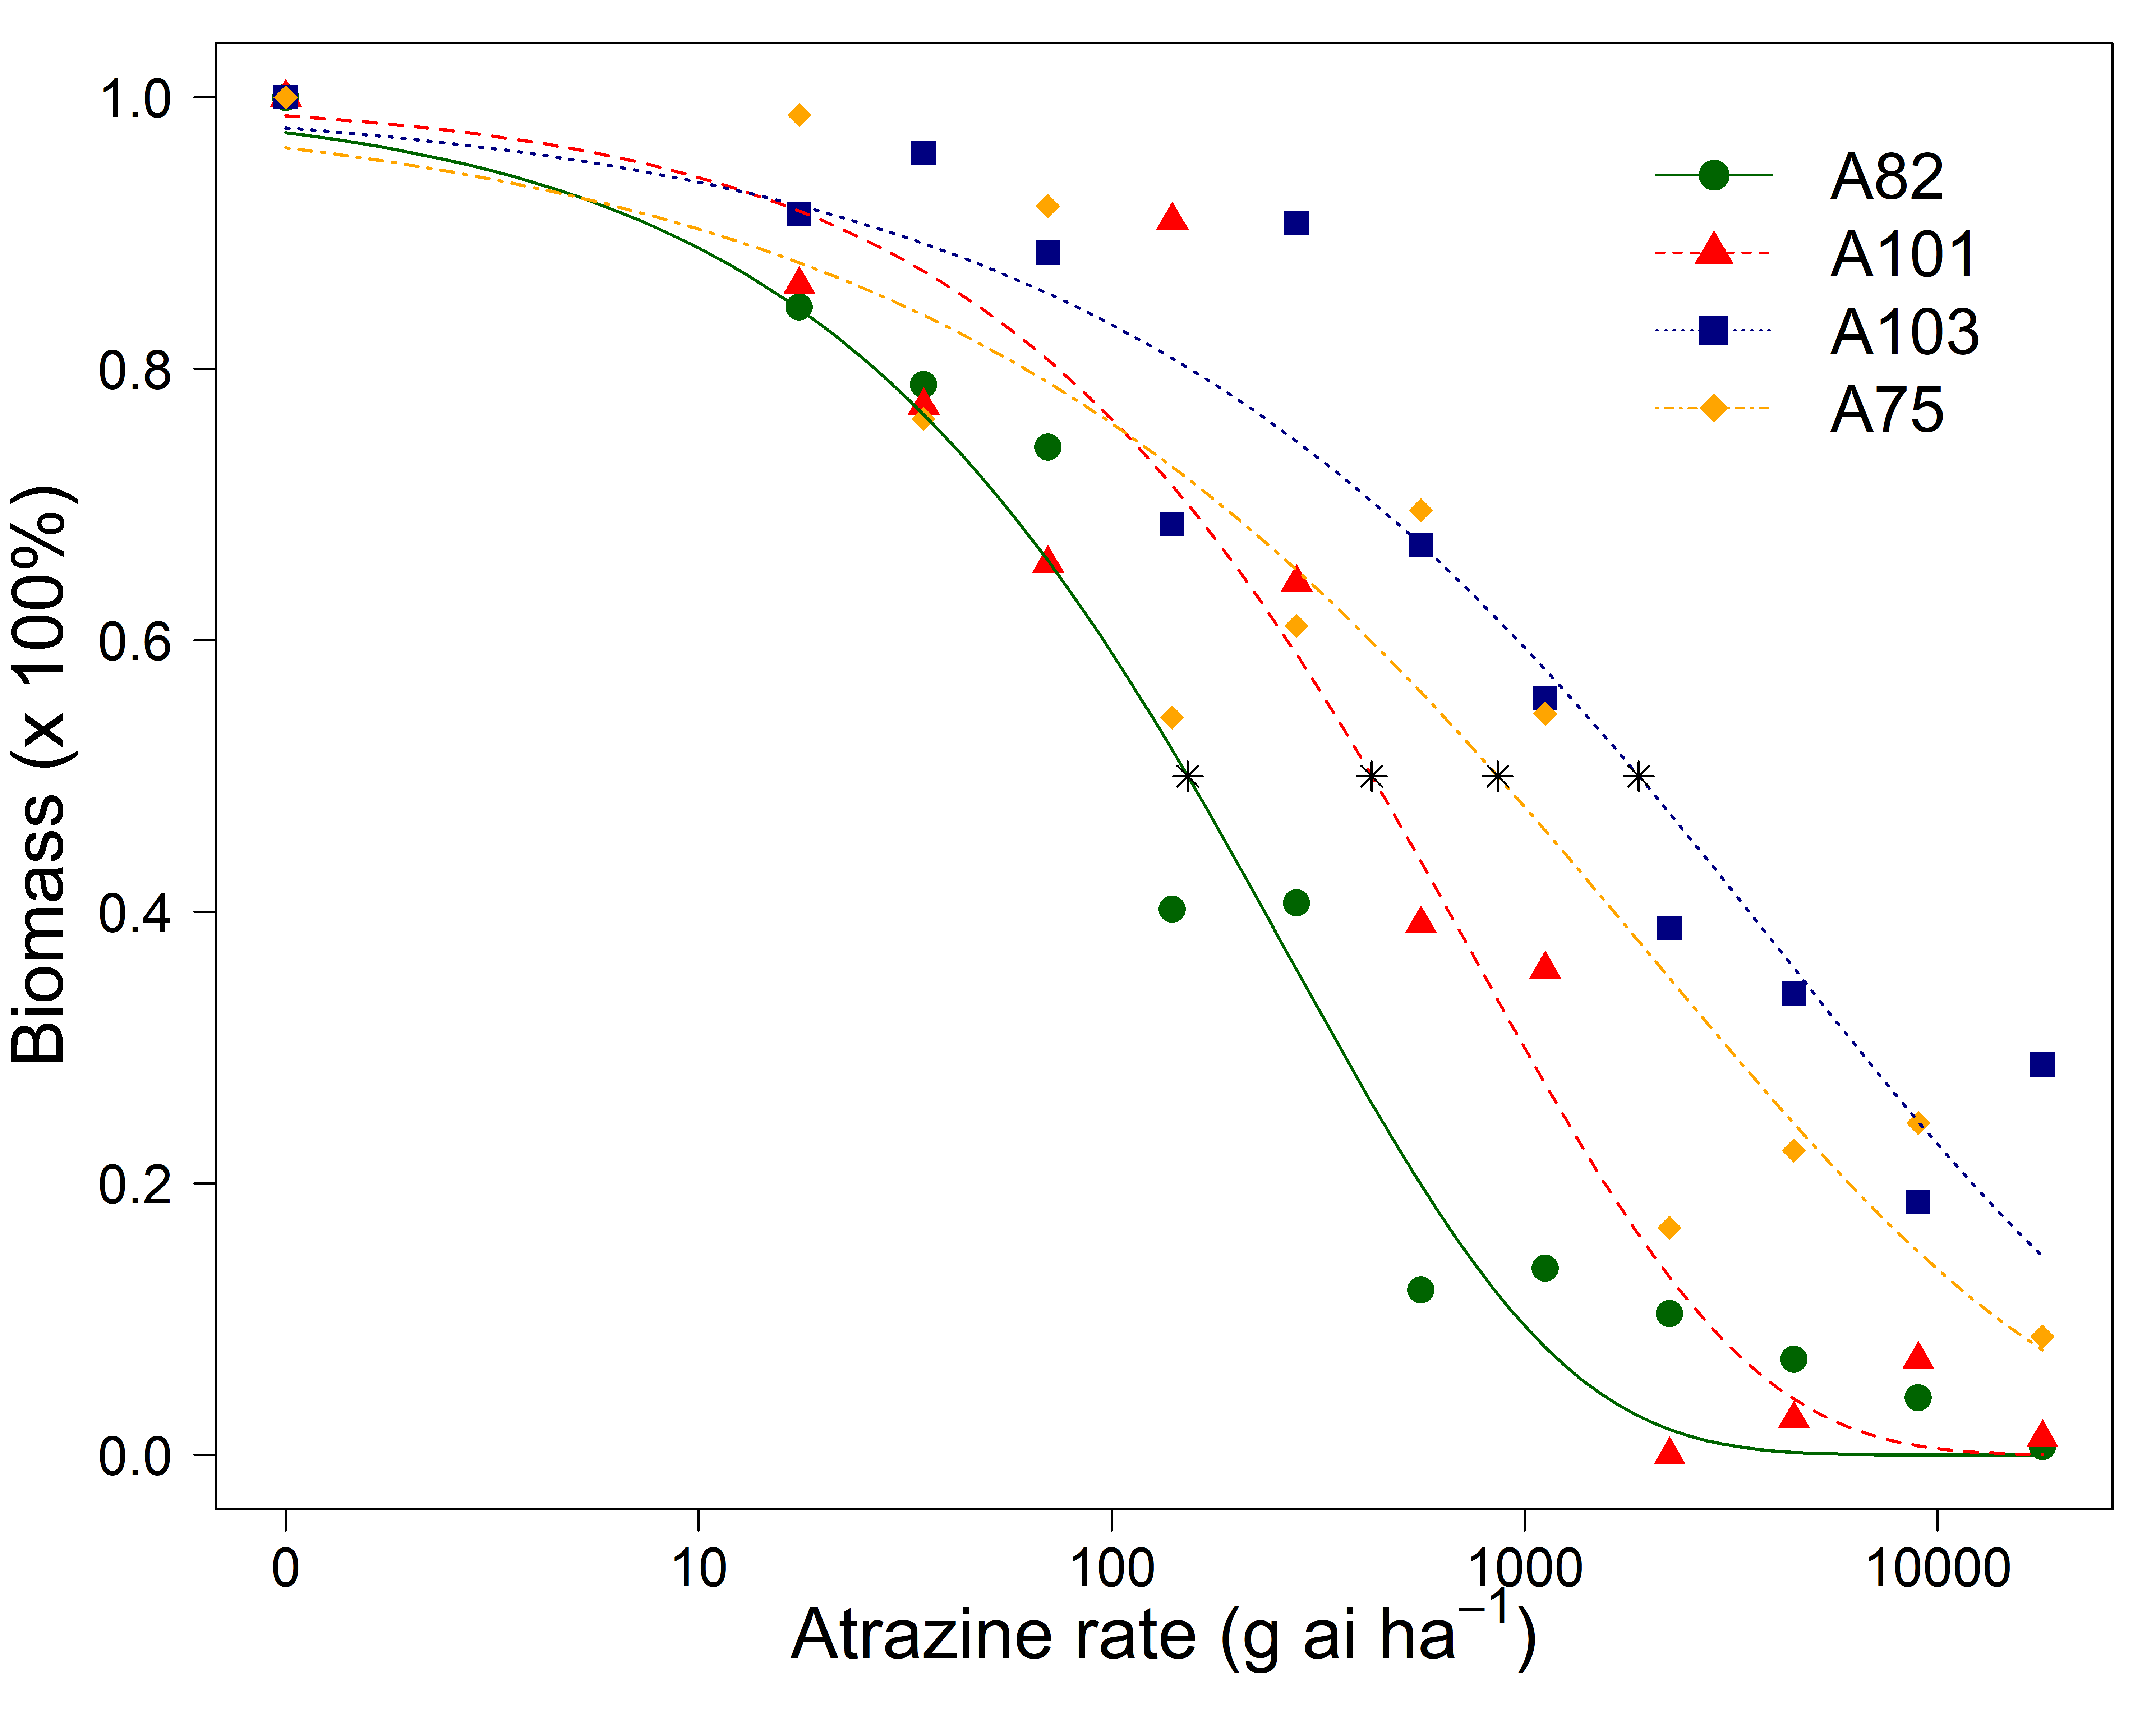 1.0
0.8
0.6
0.4
0.2
0.0
Biomass (x 100%)
A82
A101
A103
A75
0 10 100 1000 10000
Atrazine rate (g ai ha⁻¹)